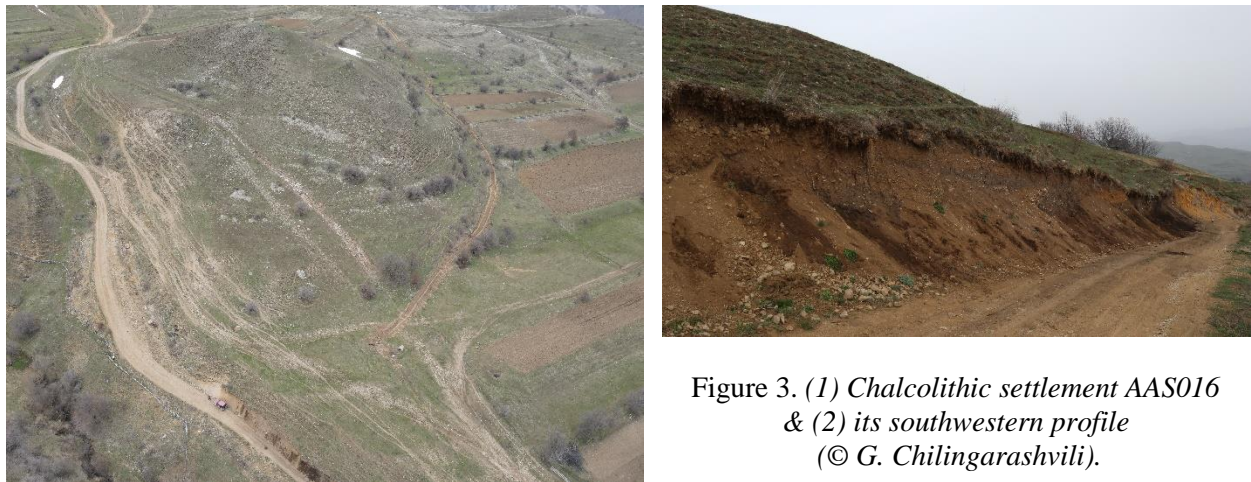 Figure 3. (1) Chalcolithic settlement AAS016
& (2) its southwestern profile
(© G. Chilingarashvili).